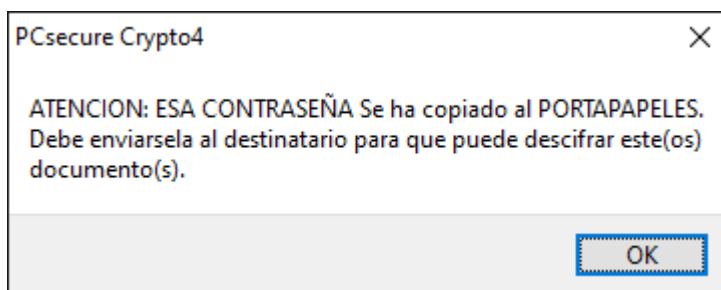 PCsecure Crypto4
ATENCION: ESA CONTRASEÑA Se ha copiado al PORTAPAPELES.
Debe enviarsela al destinatario para que puede descifrar este(os)
documento(s).
OK